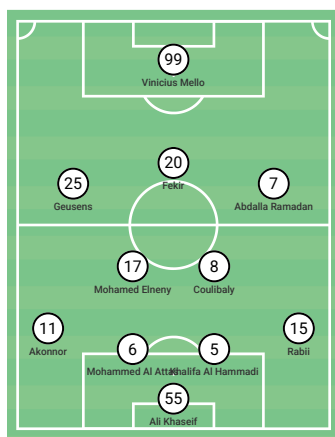 99
Vinicius Mello
20
Fekir
25
Geusens
7
Abdalla Ramadan
17
Mohamed Elneny
8
Coulibaly
11
Akonnor
15
Rabii
6
Mohammed Al Attas
5
Khalifa Al Hammadi
55
Ali Khaseif